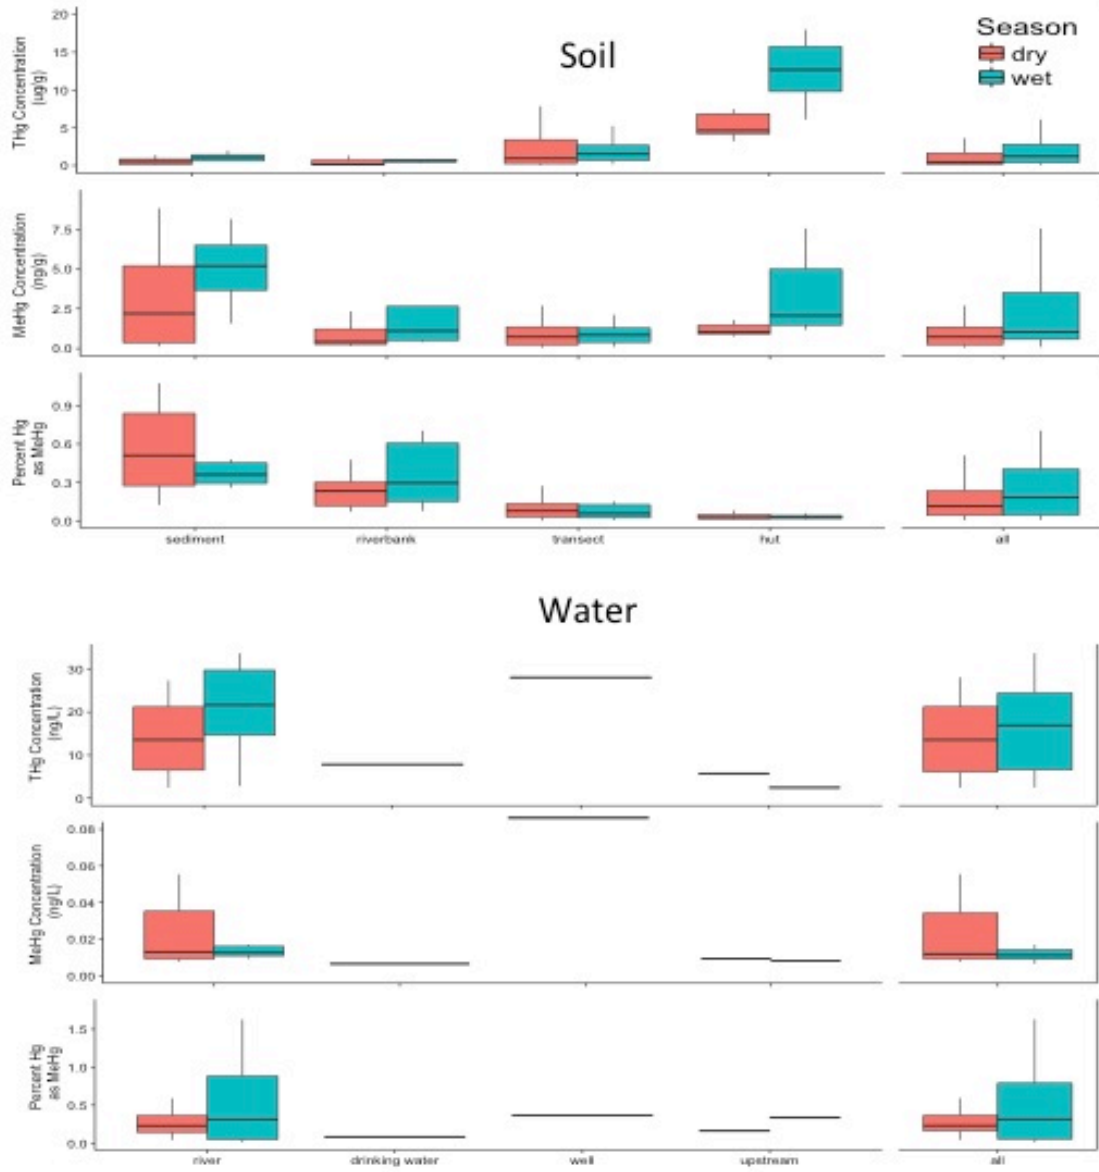 Soil
Season
dry
wet
THg Concentration
(ug/g)
20
15
10
5
0
MeHg Concentration
(ng/g)
7.5
5.0
2.5
0.0
Percent Hg
as MeHg
0.9
0.6
0.3
0.0
sediment riverbank transect hut all
Water
THg Concentration
(ng/L)
30
20
10
0
MeHg Concentration
(ng/L)
0.08
0.06
0.04
0.02
0.00
Percent Hg
as MeHg
1.5
1.0
0.5
0.0
river drinking water well upstream all